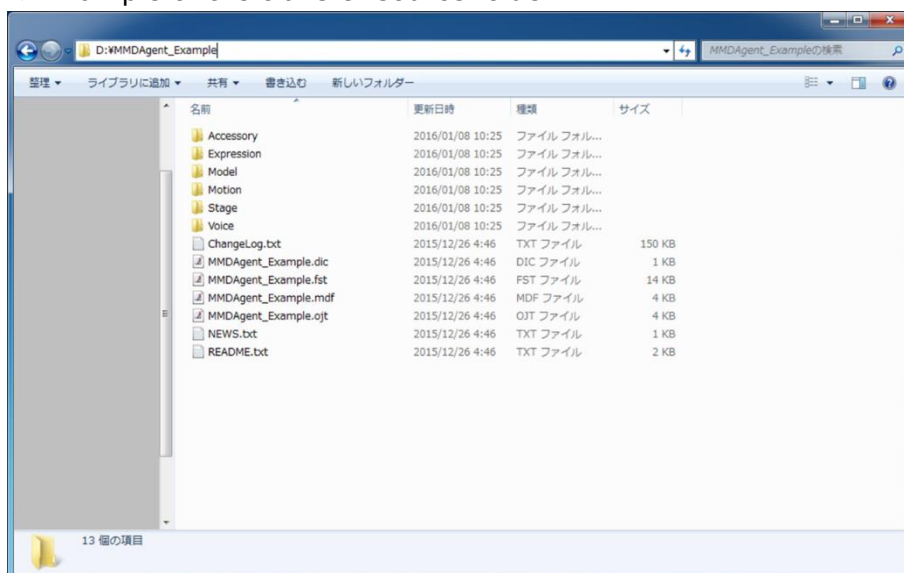 D:¥MMDAgent_Example
MMDAgent_Exampleの検索
整理 ライブラリに追加 共有 書き込む 新しいフォルダー
名前 更新日時 種類 サイズ
Accessory 2016/01/08 10:25 ファイル フォル...
Expression 2016/01/08 10:25 ファイル フォル...
Model 2016/01/08 10:25 ファイル フォル...
Motion 2016/01/08 10:25 ファイル フォル...
Stage 2016/01/08 10:25 ファイル フォル...
Voice 2016/01/08 10:25 ファイル フォル...
ChangeLog.txt 2015/12/26 4:46 TXT ファイル 150 KB
MMDAgent_Example.dic 2015/12/26 4:46 DIC ファイル 1 KB
MMDAgent_Example.fst 2015/12/26 4:46 FST ファイル 14 KB
MMDAgent_Example.mdf 2015/12/26 4:46 MDF ファイル 4 KB
MMDAgent_Example.ojt 2015/12/26 4:46 OJT ファイル 4 KB
NEWS.txt 2015/12/26 4:46 TXT ファイル 1 KB
README.txt 2015/12/26 4:46 TXT ファイル 2 KB
13 個の項目